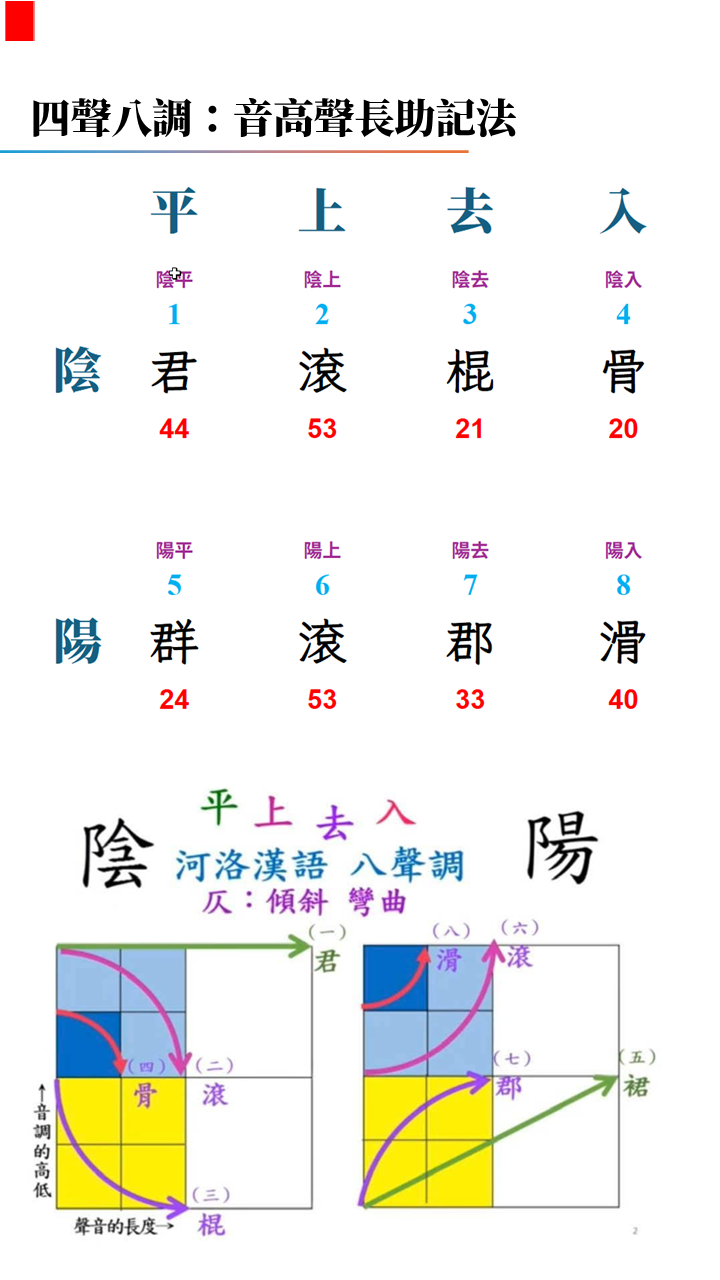 四聲八調：音高聲長助記法
平 上 去 入
陰平 陰上 陰去 陰入
1 2 3 4
陰 君 滾 棍 骨
44 53 21 20
陽平 陽上 陽去 陽入
5 6 7 8
陽 群 滾 郡 滑
24 53 33 40
平上去入
陰 河洛漢語 八聲調 陽
仄：傾斜 彎曲
(一)
君
(八) (六)
滑 滾
(四) (二)
骨 滾
(七) (五)
郡 裙
↑音調的高低
(三)
棍
聲音的長度→
2